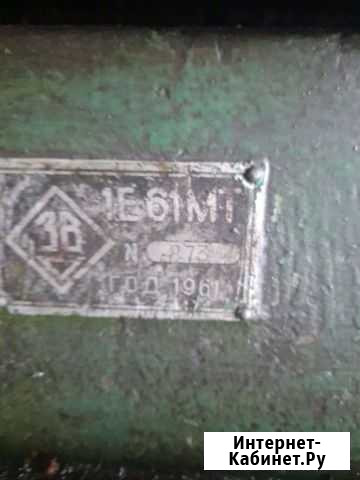 ЗВ
1Е61МТ
N
ГОД 1961
Интернет-
Кабинет.Ру